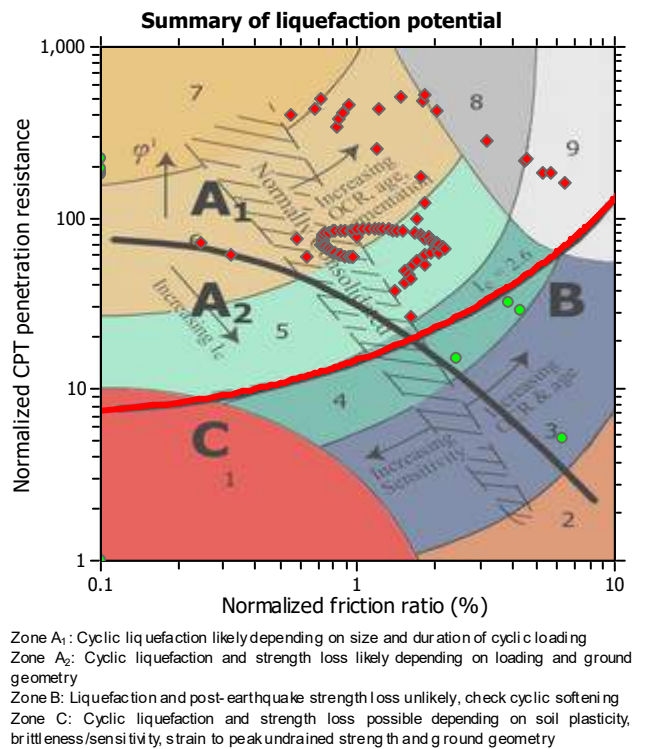 Summary of liquefaction potential
Normalized CPT penetration resistance
1,000
100
10
1
7
8
9
φ'
A1
Normally consolidated
Increasing
OCR, age,
cementation
A2
Increasing Ic
Ic = 2.6
B
5
4
Increasing
OCR & age
3
C
1
Increasing
Sensitivity
2
0.1
1
10
Normalized friction ratio (%)
Zone A1: Cyclic liquefaction likely depending on size and duration of cyclic loading
Zone A2: Cyclic liquefaction and strength loss likely depending on loading and ground
geometry
Zone B: Liquefaction and post-earthquake strength loss unlikely, check cyclic softening
Zone C: Cyclic liquefaction and strength loss possible depending on soil plasticity,
brittleness/sensitivity, strain to peak undrained strength and ground geometry